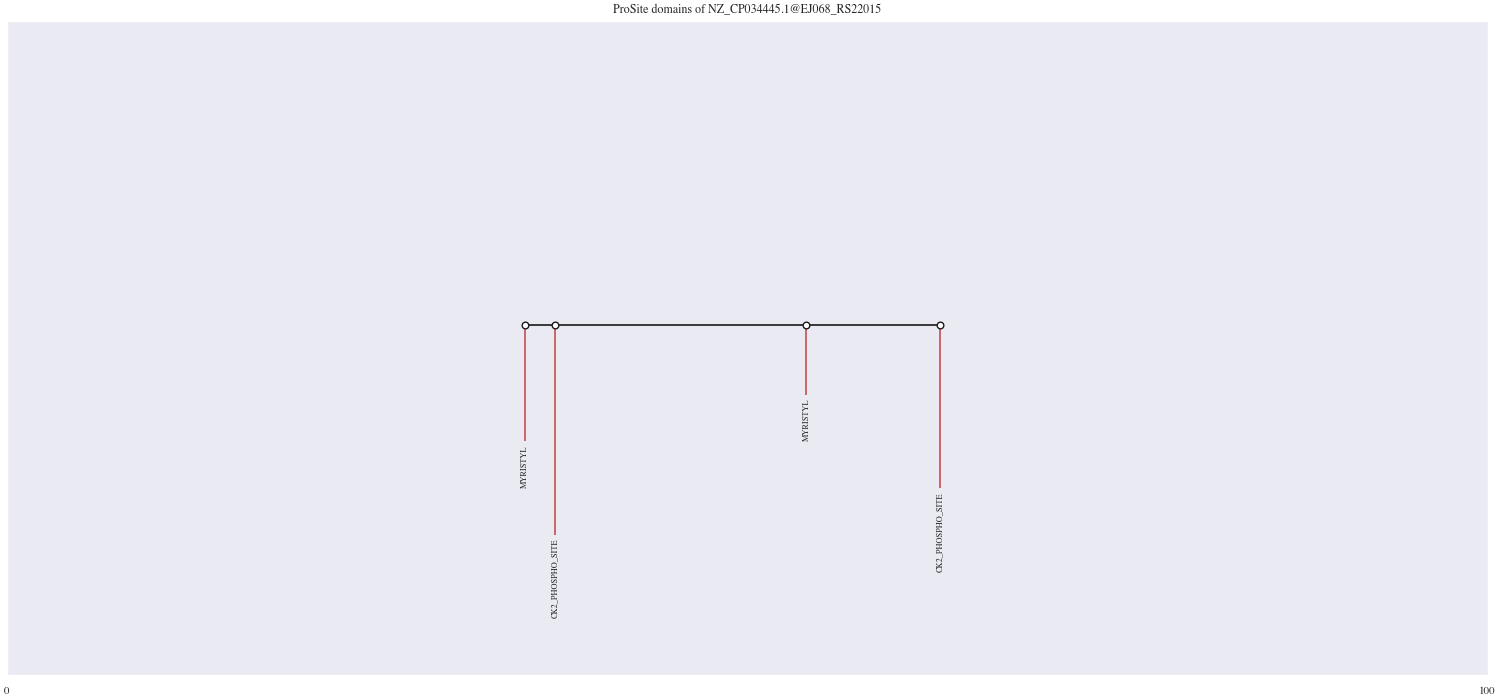 ProSite domains of NZ_CP034445.1@EJ068_RS22015
MYRISTYL
CK2_PHOSPHO_SITE
MYRISTYL
CK2_PHOSPHO_SITE
0
100